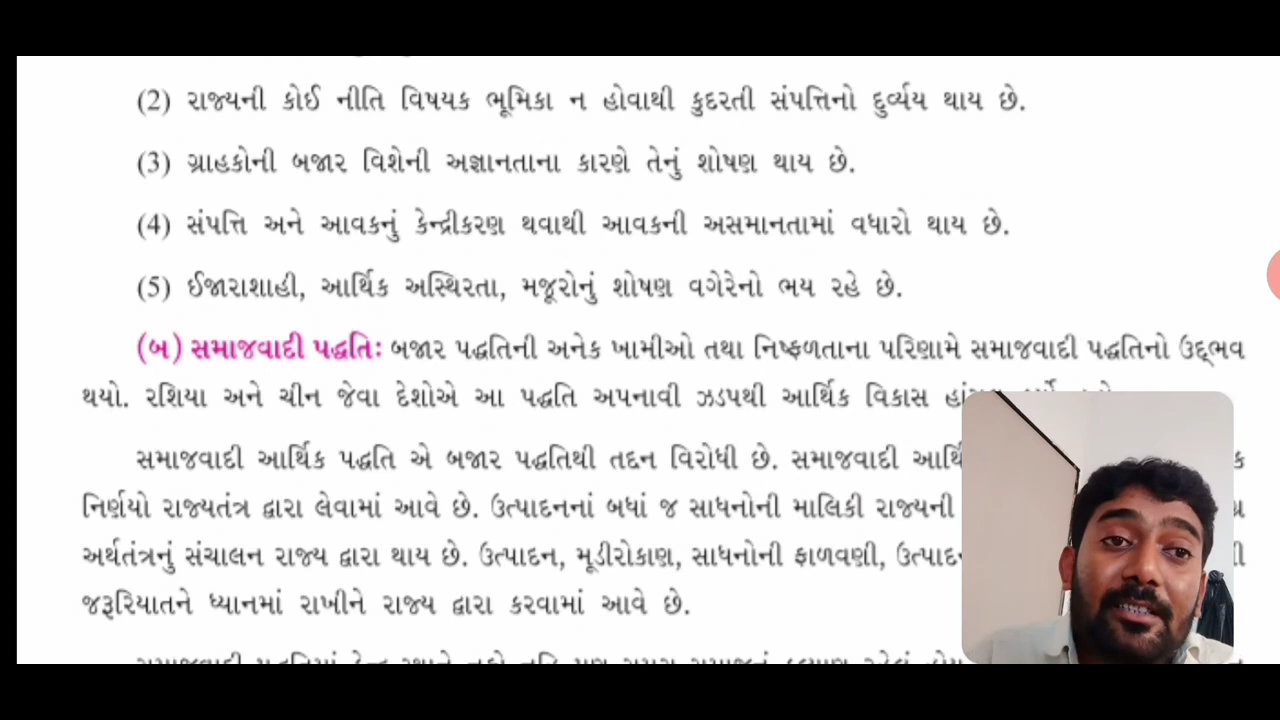 (2) રાજ્યની કોઈ નીતિ વિષયક ભૂમિકા ન હોવાથી કુદરતી સંપત્તિનો દુર્વ્યય થાય છે.
(3) ગ્રાહકોની બજાર વિશેની અજ્ઞાનતાના કારણે તેનું શોષણ થાય છે.
(4) સંપત્તિ અને આવકનું કેન્દ્રીકરણ થવાથી આવકની અસમાનતામાં વધારો થાય છે.
(5) ઈજારાશાહી, આર્થિક અસ્થિરતા, મજૂરોનું શોષણ વગેરેનો ભય રહે છે.
(બ) સમાજવાદી પદ્ધતિઃ બજાર પદ્ધતિની અનેક ખામીઓ તથા નિષ્ફળતાના પરિણામે સમાજવાદી પદ્ધતિનો ઉદ્ભવ
થયો. રશિયા અને ચીન જેવા દેશોએ આ પદ્ધતિ અપનાવી ઝડપથી આર્થિક વિકાસ
સમાજવાદી આર્થિક પદ્ધતિ એ બજાર પદ્ધતિથી તદન વિરોધી છે. સમાજવાદી
નિર્ણયો રાજ્યતંત્ર દ્વારા લેવામાં આવે છે. ઉત્પાદનનાં બધાં જ સાધનોની માલિકી રાજ્યની
અર્થતંત્રનું સંચાલન રાજ્ય દ્વારા થાય છે. ઉત્પાદન, મૂડીરોકાણ, સાધનોની ફાળવણી,
જરૂરિયાતને ધ્યાનમાં રાખીને રાજ્ય દ્વારા કરવામાં આવે છે.